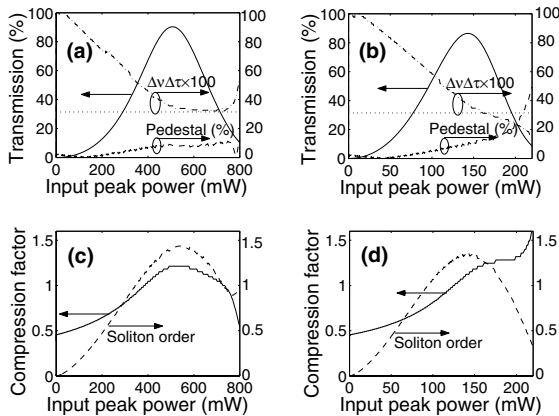 (a)
Transmission (%)
100
80
60
40
20
0
100
80
60
40
20
0
ΔνΔτ×100
Pedestal (%)
0 200 400 600 800
Input peak power (mW)
(b)
Transmission (%)
100
80
60
40
20
0
100
80
60
40
20
0
ΔνΔτ×100
Pedestal (%)
0 50 100 150 200
Input peak power (mW)
(c)
Compression factor
1.5
1
0.5
0
1.5
1
0.5
0
Soliton order
0 200 400 600 800
Input peak power (mW)
(d)
Compression factor
1.5
1
0.5
0
1.5
1
0.5
0
Soliton order
0 50 100 150 200
Input peak power (mW)